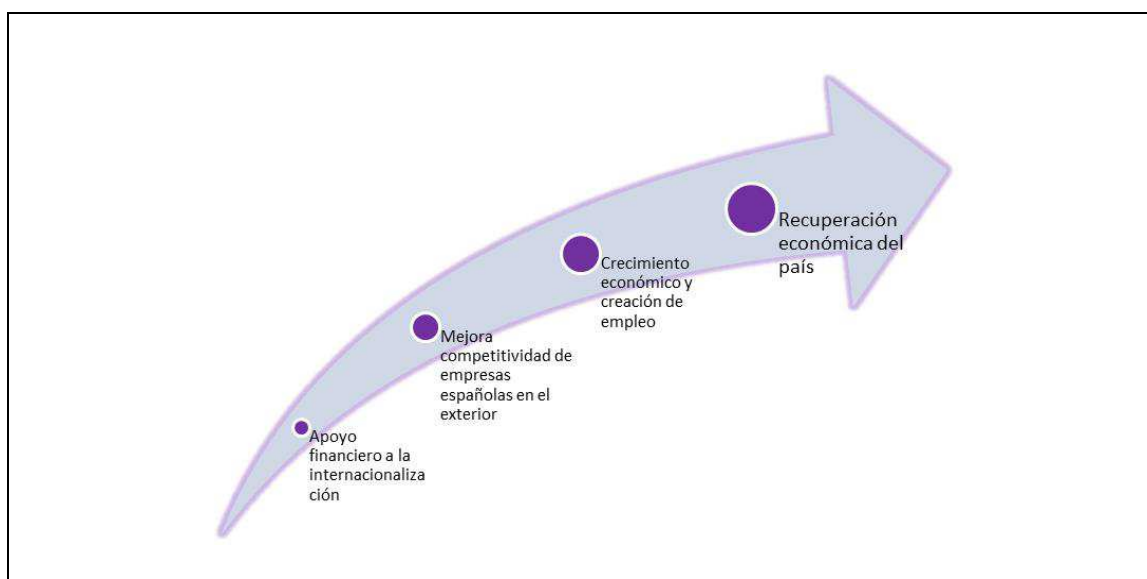 Apoyo
financiero a la
internacionaliza
ción
Mejora
competitividad de
empresas
españolas en el
exterior
Crecimiento
económico y
creación de
empleo
Recuperación
económica del
país